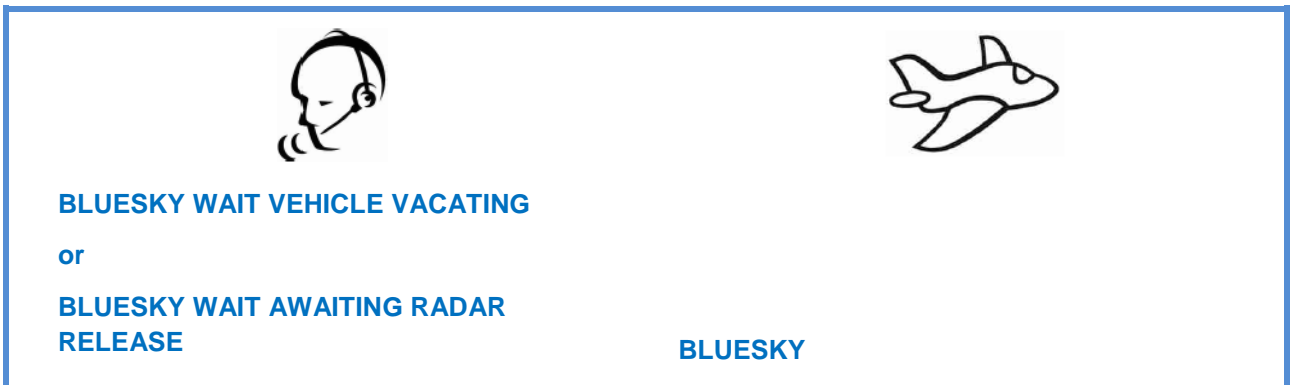 BLUESKY WAIT VEHICLE VACATING
or
BLUESKY WAIT AWAITING RADAR
RELEASE
BLUESKY